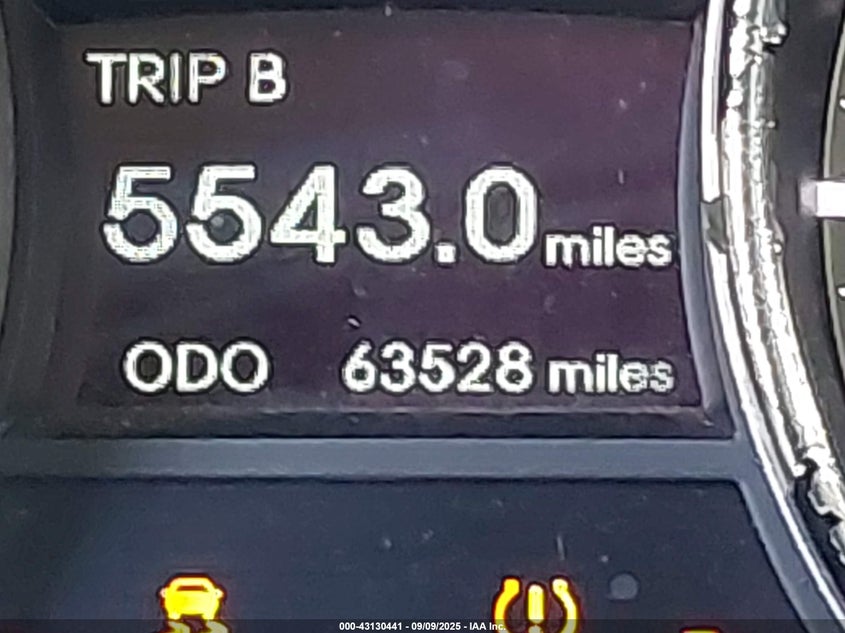 TRIP B
5543.0 miles
ODO 63528 miles
000-43130441 - 09/09/2025 - IAA Inc.